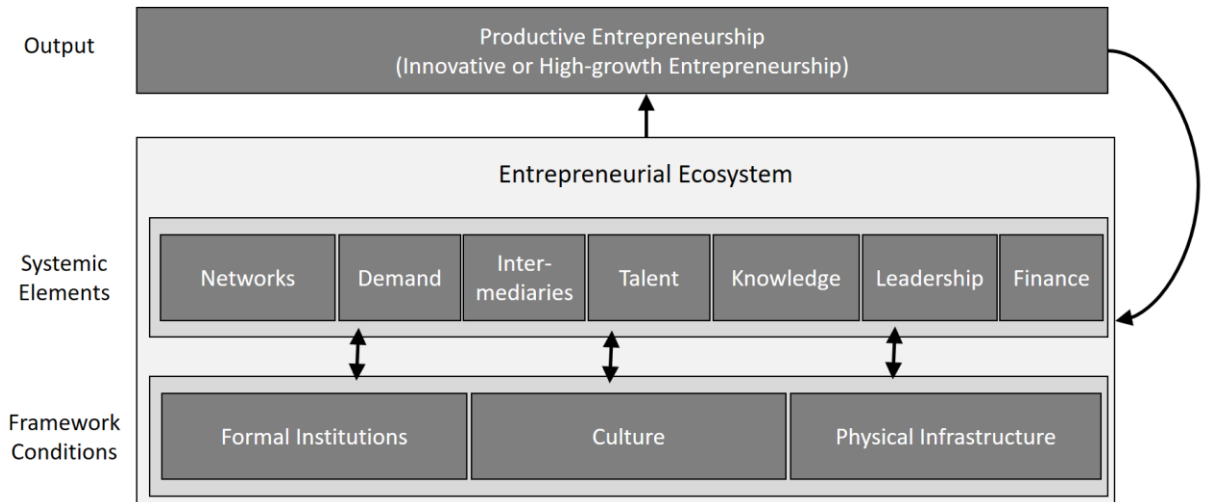 Output
Productive Entrepreneurship
(Innovative or High-growth Entrepreneurship)
Entrepreneurial Ecosystem
Systemic
Elements
Networks
Demand
Inter-
mediaries
Talent
Knowledge
Leadership
Finance
Framework
Conditions
Formal Institutions
Culture
Physical Infrastructure